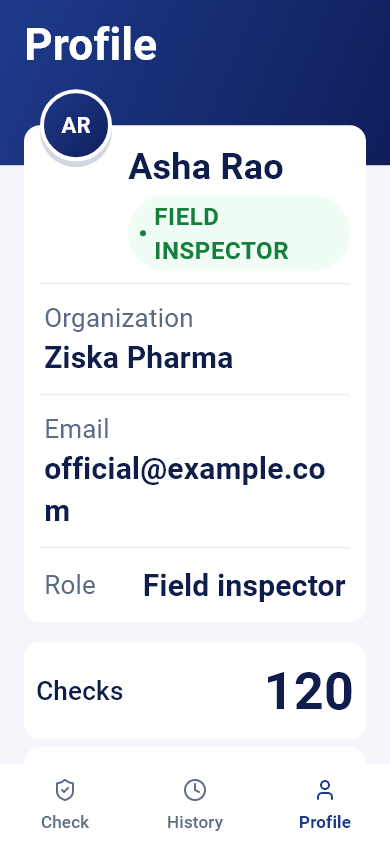 Profile
AR
Asha Rao
• FIELD
INSPECTOR
Organization
Ziska Pharma
Email
official@example.co
m
Role Field inspector
Checks 120
Check History Profile